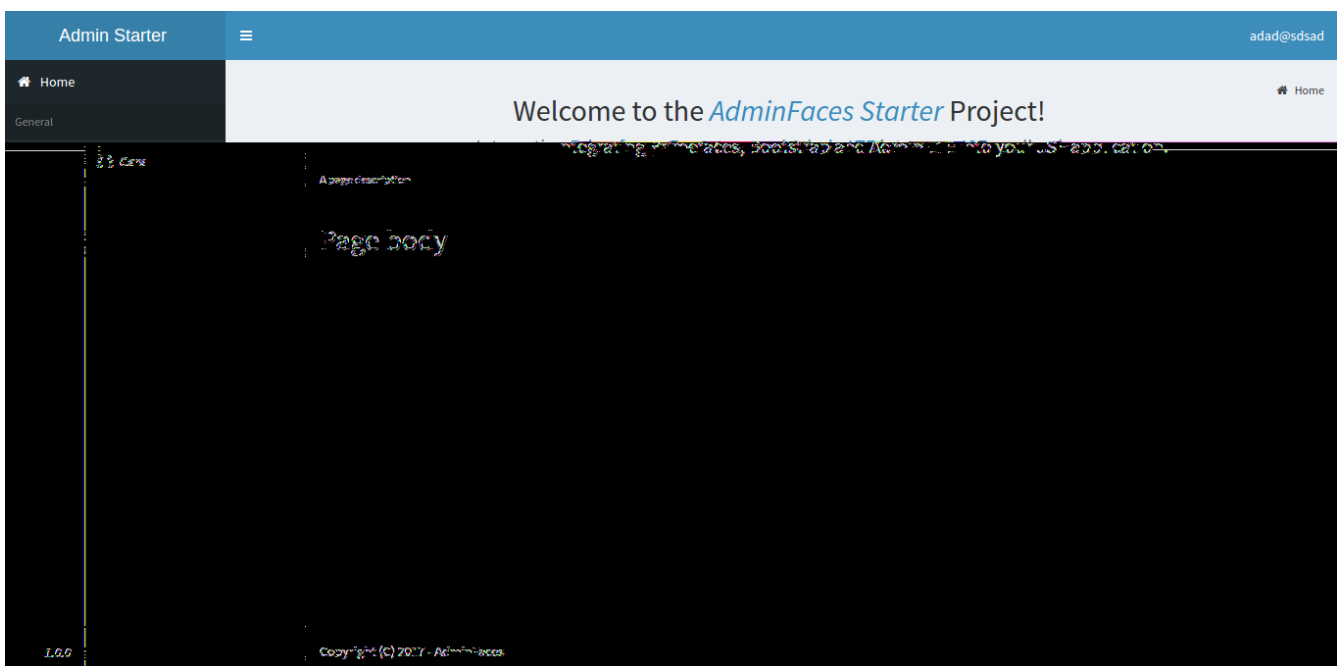 Admin Starter
adad@sdsad
Home
Home
General
Welcome to the AdminFaces Starter Project!
Cars
A page description
Page body
1.0.0
Copyright (C) 2017 - AdminFaces